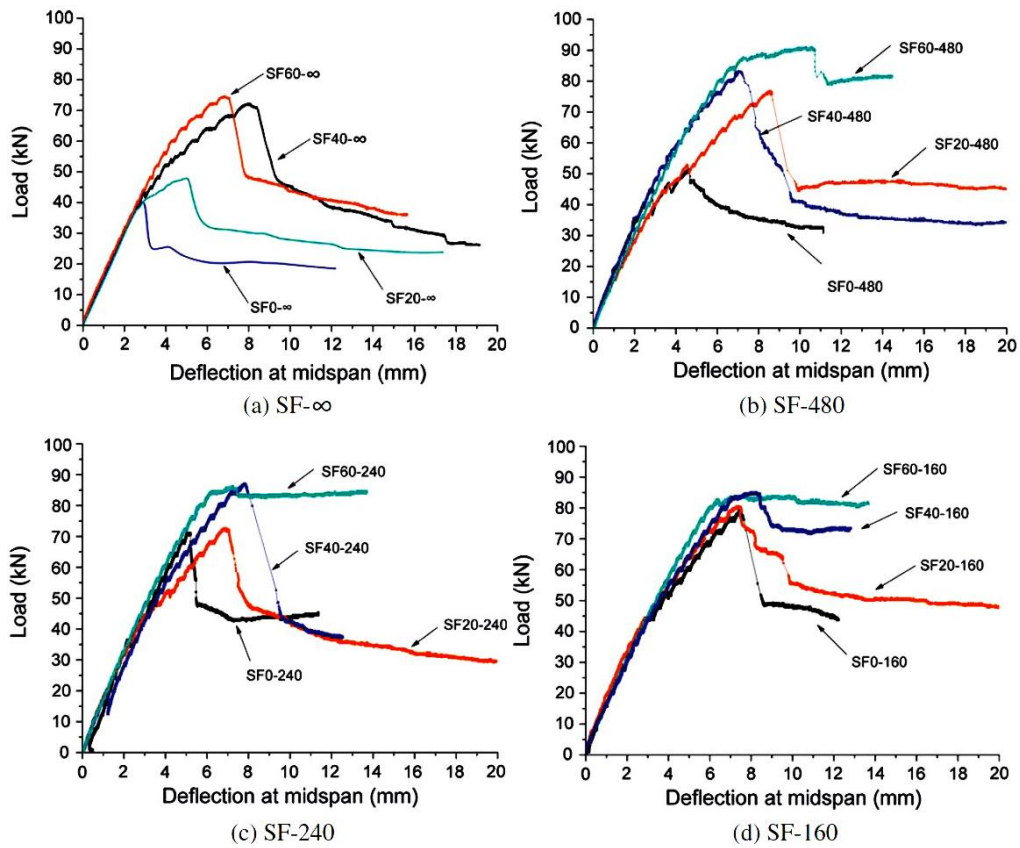 100
90
80
70
60
50
40
30
20
10
0
Load (kN)
SF60-∞
SF40-∞
SF20-∞
SF0-∞
0 2 4 6 8 10 12 14 16 18 20
Deflection at midspan (mm)
(a) SF-∞
100
90
80
70
60
50
40
30
20
10
0
Load (kN)
SF60-480
SF40-480
SF20-480
SF0-480
0 2 4 6 8 10 12 14 16 18 20
Deflection at midspan (mm)
(b) SF-480
100
90
80
70
60
50
40
30
20
10
0
Load (kN)
SF60-240
SF40-240
SF20-240
SF0-240
0 2 4 6 8 10 12 14 16 18 20
Deflection at midspan (mm)
(c) SF-240
100
90
80
70
60
50
40
30
20
10
0
Load (kN)
SF60-160
SF40-160
SF20-160
SF0-160
0 2 4 6 8 10 12 14 16 18 20
Deflection at midspan (mm)
(d) SF-160